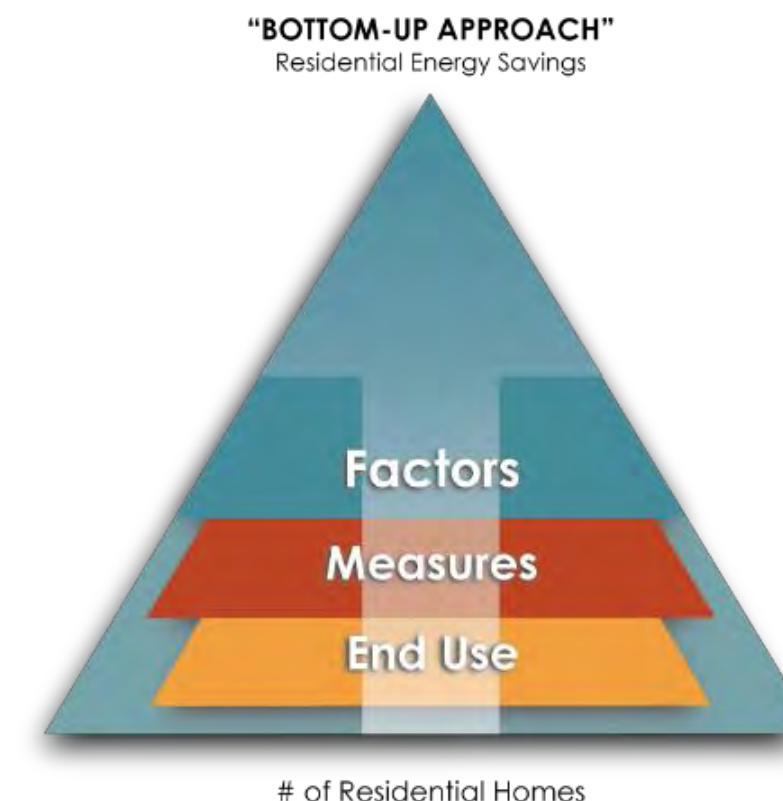 “BOTTOM-UP APPROACH”
Residential Energy Savings
Factors
Measures
End Use
# of Residential Homes